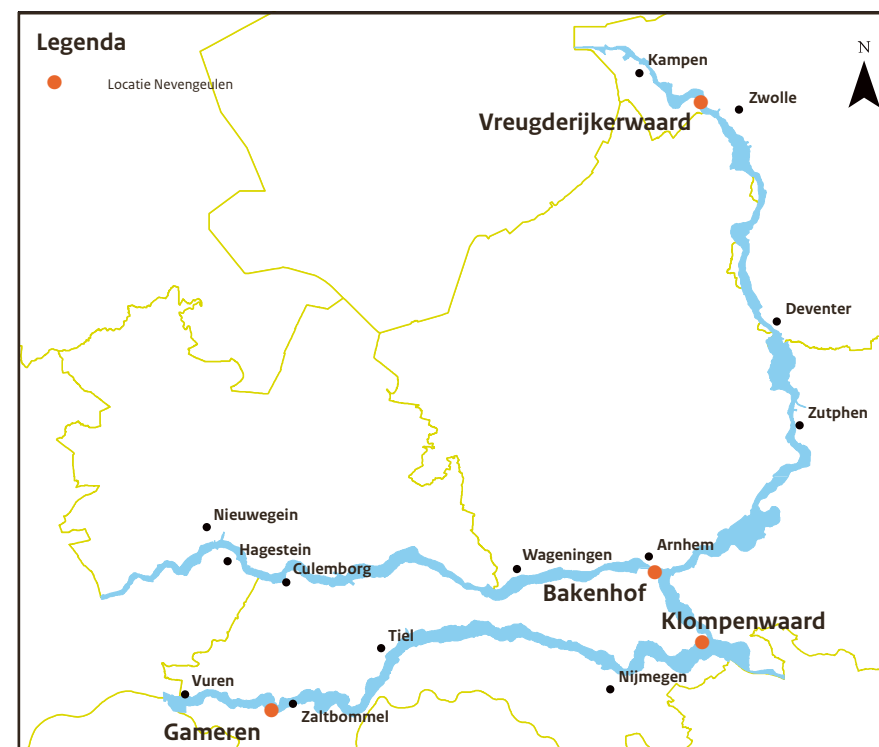 Legenda
Locatie Nevengeulen
N
Kampen
Zwolle
Vreugderijkerwaard
Deventer
Zutphen
Nieuwegein
Hagestein
Culemborg
Wageningen
Arnhem
Bakenhof
Klompenwaard
Tiel
Nijmegen
Vuren
Zaltbommel
Gameren